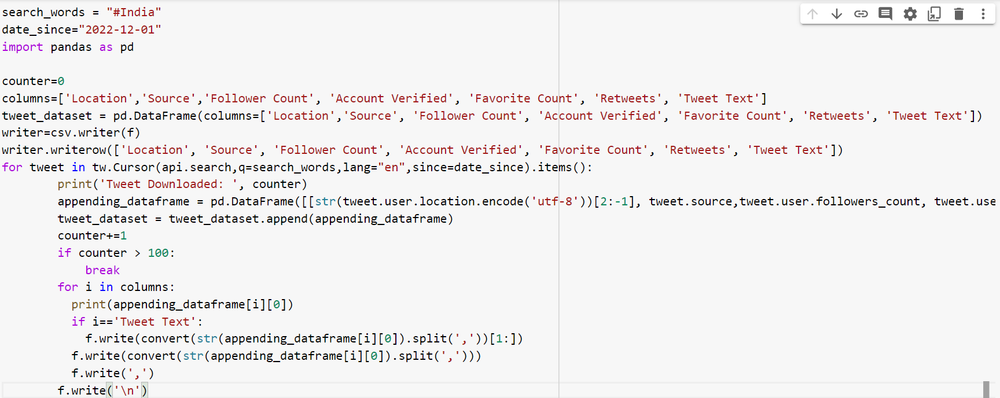 search_words = "#India"
date_since="2022-12-01"
import pandas as pd
counter=0
columns=['Location','Source','Follower Count', 'Account Verified', 'Favorite Count', 'Retweets', 'Tweet Text']
tweet_dataset = pd.DataFrame(columns=['Location','Source', 'Follower Count', 'Account Verified', 'Favorite Count', 'Retweets', 'Tweet Text'])
writer=csv.writer(f)
writer.writerow(['Location', 'Source', 'Follower Count', 'Account Verified', 'Favorite Count', 'Retweets', 'Tweet Text'])
for tweet in tw.Cursor(api.search,q=search_words,lang="en",since=date_since).items():
        print('Tweet Downloaded: ', counter)
        appending_dataframe = pd.DataFrame([[str(tweet.user.location.encode('utf-8'))[2:-1], tweet.source,tweet.user.followers_count, tweet.use
        tweet_dataset = tweet_dataset.append(appending_dataframe)
        counter+=1
        if counter > 100:
            break
        for i in columns:
          print(appending_dataframe[i][0])
          if i=='Tweet Text':
            f.write(convert(str(appending_dataframe[i][0]).split(','))[1:])
          f.write(convert(str(appending_dataframe[i][0]).split(',')))
          f.write(',')
        f.write('\n')